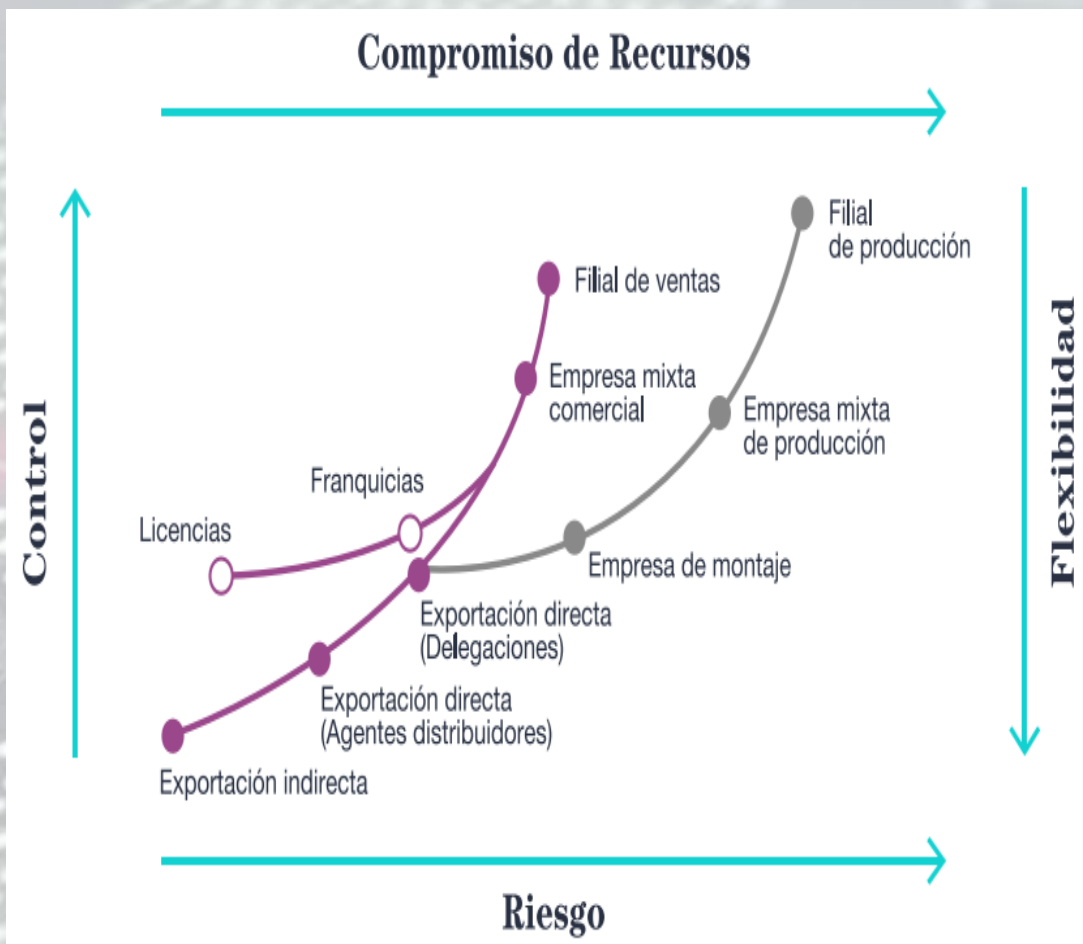 Compromiso de Recursos
Control
Flexibilidad
Filial
de producción
Filial de ventas
Empresa mixta
comercial
Empresa mixta
de producción
Franquicias
Licencias
Empresa de montaje
Exportación directa
(Delegaciones)
Exportación directa
(Agentes distribuidores)
Exportación indirecta
Riesgo